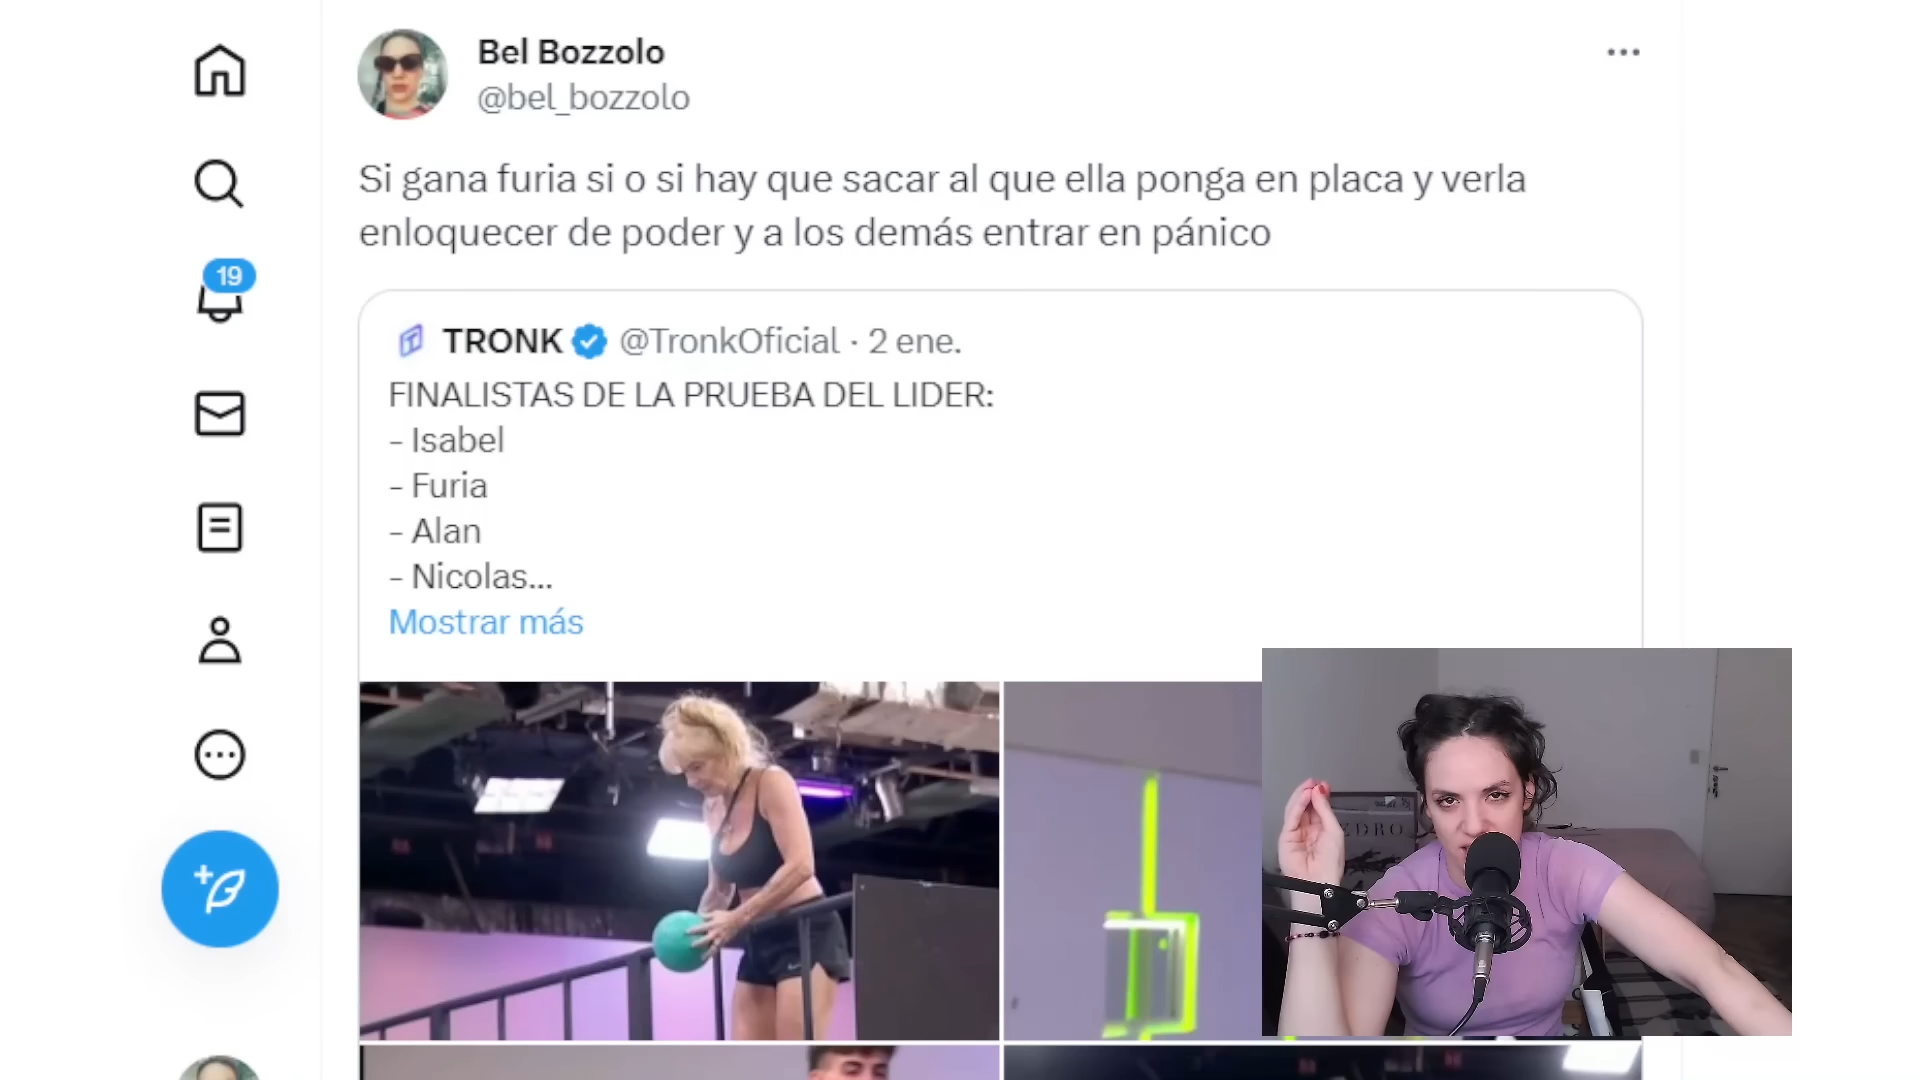 Bel Bozzolo
@bel_bozzolo
Si gana furia si o si hay que sacar al que ella ponga en placa y verla
enloquecer de poder y a los demás entrar en pánico
19
TRONK @TronkOficial · 2 ene.
FINALISTAS DE LA PRUEBA DEL LIDER:
- Isabel
- Furia
- Alan
- Nicolas...
Mostrar más
EDRO